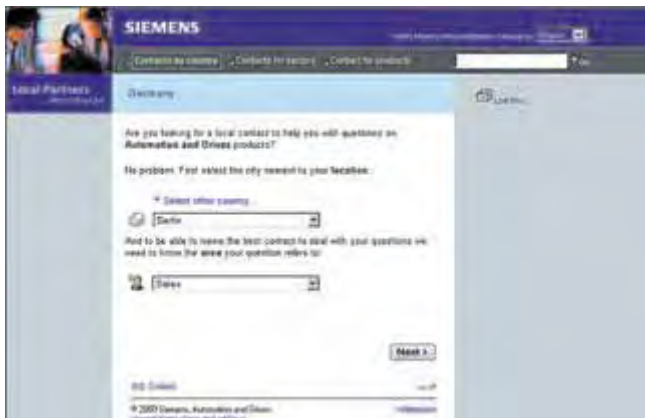 SIEMENS
Contacts by country Contacts by sectors Contact for products
Go
Local Partners
Germany
Are you looking for a local contact to help you with questions on
Automation and Drives products?
No problem. First select the city nearest to your location:
Select other country
Berlin
And to be able to name the best contact to deal with your questions we
need to know the area your question refers to:
Sales
Next >
Siemens, Automation and Drives